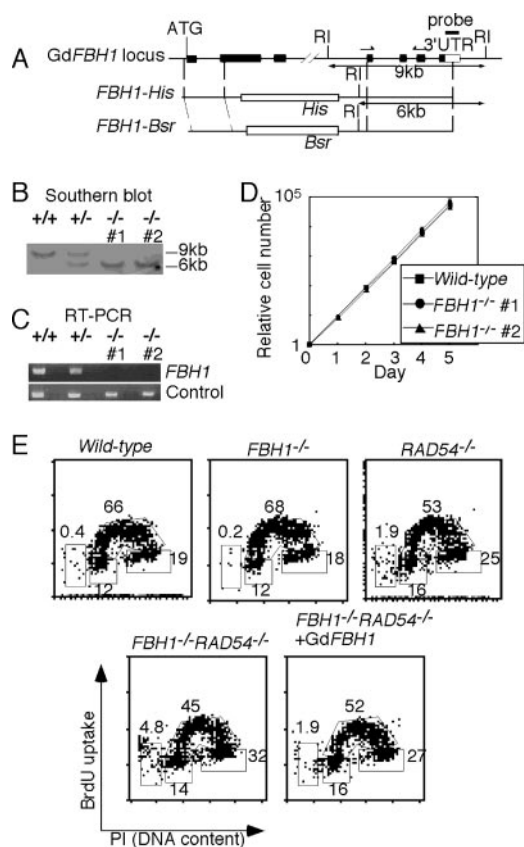 A
ATG
probe
RI
3'UTR
RI
GdFBH1 locus
9kb
RI
FBH1-His
His
RI
6kb
FBH1-Bsr
Bsr
B
Southern blot
+/+ +/- -/- -/-
#1 #2
9kb
6kb
C
RT-PCR
+/+ +/- -/- -/-
#1 #2
FBH1
Control
D
10⁵
Relative cell number
1
0 1 2 3 4 5
Day
Wild-type
FBH1⁻/⁻ #1
FBH1⁻/⁻ #2
E
Wild-type
66
0.4
19
12
FBH1⁻/⁻
68
0.2
18
12
RAD54⁻/⁻
53
1.9
25
16
FBH1⁻/⁻RAD54⁻/⁻
45
4.8
32
14
FBH1⁻/⁻RAD54⁻/⁻
+GdFBH1
52
1.9
27
16
BrdU uptake
PI (DNA content)